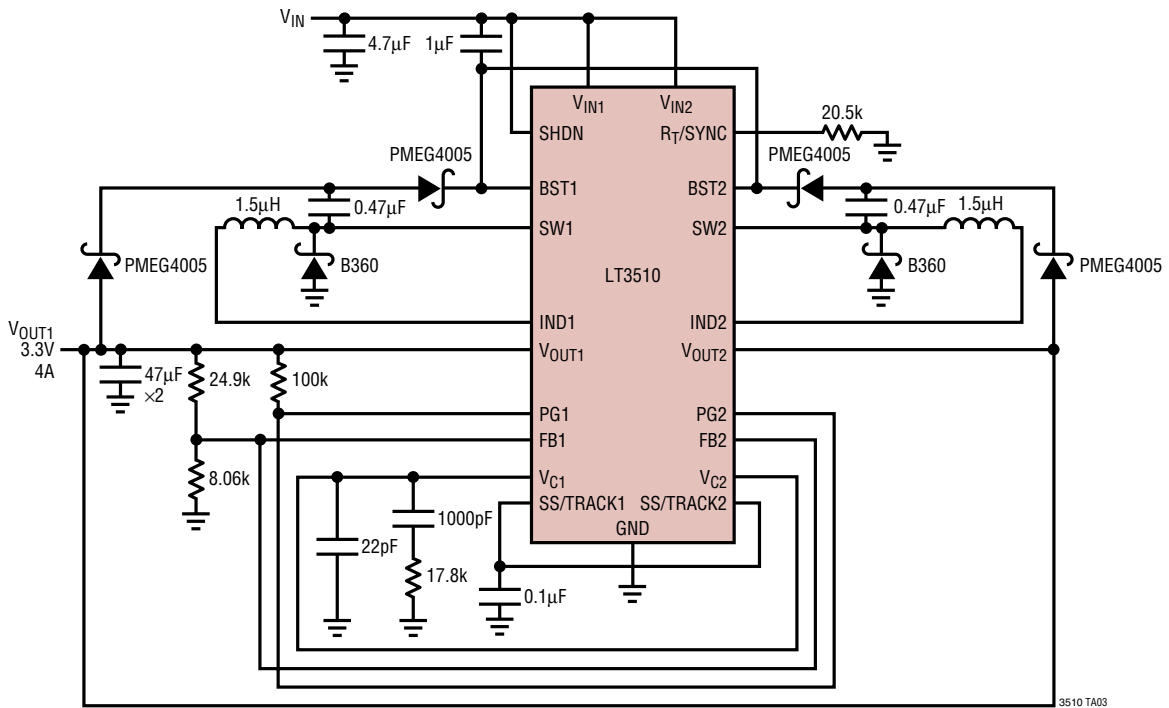 VIN
4.7µF
1µF
VIN1
VIN2
SHDN
RT/SYNC
20.5k
PMEG4005
PMEG4005
BST1
BST2
1.5µH
0.47µF
0.47µF
1.5µH
SW1
SW2
PMEG4005
B360
LT3510
B360
PMEG4005
IND1
IND2
VOUT1
3.3V
4A
VOUT1
VOUT2
47µF
×2
24.9k
100k
PG1
PG2
FB1
FB2
8.06k
VC1
VC2
SS/TRACK1
SS/TRACK2
1000pF
GND
22pF
17.8k
0.1µF
3510 TA03